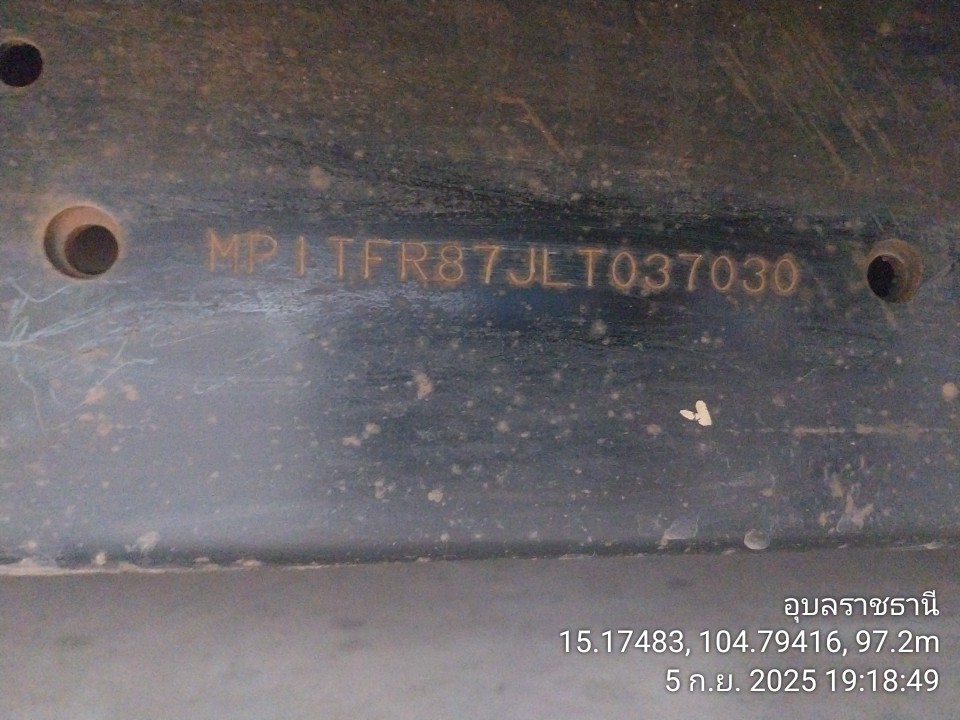 MP1TFR87JLT037030
อุบลราชธานี
15.17483, 104.79416, 97.2m
5 ก.ย. 2025 19:18:49